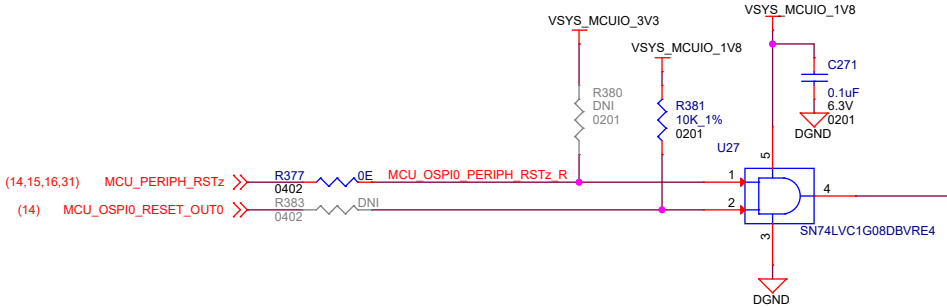 VSYS_MCUIO_1V8
VSYS_MCUIO_3V3
VSYS_MCUIO_1V8
C271
0.1uF
6.3V
0201
DGND
R380
DNI
0201
R381
10K_1%
0201
U27
5
(14,15,16,31) MCU_PERIPH_RSTz R377 0E MCU_OSPI0_PERIPH_RSTz_R 1
0402
4
(14) MCU_OSPI0_RESET_OUT0 R383 DNI 2
0402
SN74LVC1G08DBVRE4
3
DGND